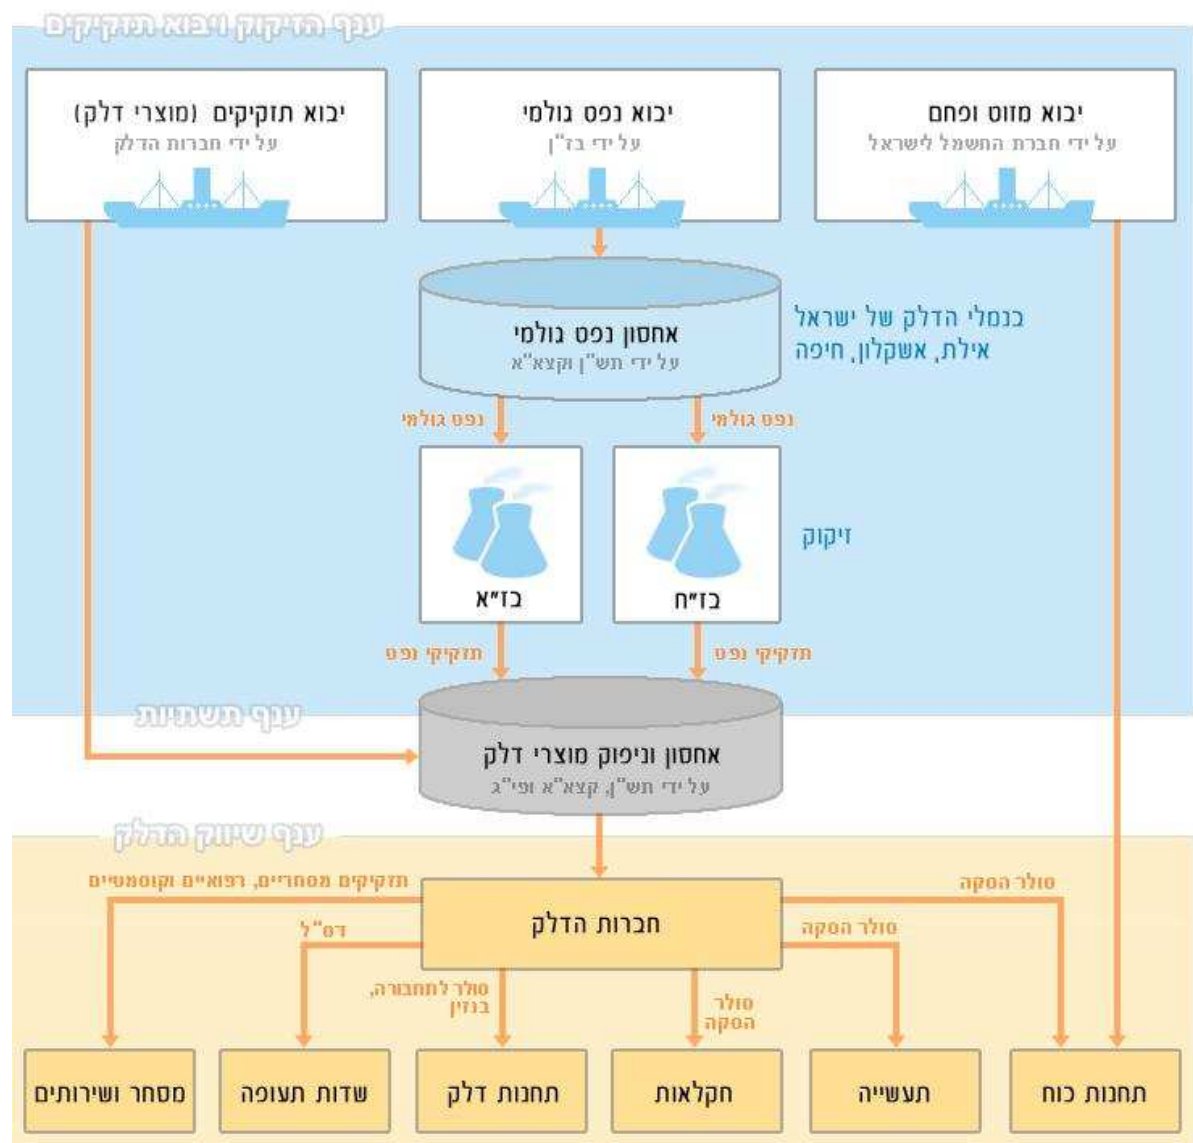 ענף הזיקוק ויבוא תזקיקים
יבוא מזוט ופחם
על ידי חברת החשמל לישראל
יבוא נפט גולמי
על ידי בז"ן
יבוא תזקיקים (מוצרי דלק)
על ידי חברות הדלק
אחסון נפט גולמי
על ידי תש"ן וקצא"א
בנמלי הדלק של ישראל
אילת, אשקלון, חיפה
נפט גולמי
נפט גולמי
זיקוק
בז"ח
בז"א
תזקיקי נפט
תזקיקי נפט
ענף תשתיות
אחסון וניפוק מוצרי דלק
על ידי תש"ן, קצא"א ופי"ג
ענף שיווק הדלק
חברות הדלק
סולר הסקה
סולר הסקה
סולר
הסקה
סולר לתחבורה,
בנזין
דס"ל
תזקיקים מסחריים, רפואיים וקוסמטיים
תחנות כוח
תעשייה
חקלאות
תחנות דלק
שדות תעופה
מסחר ושירותים